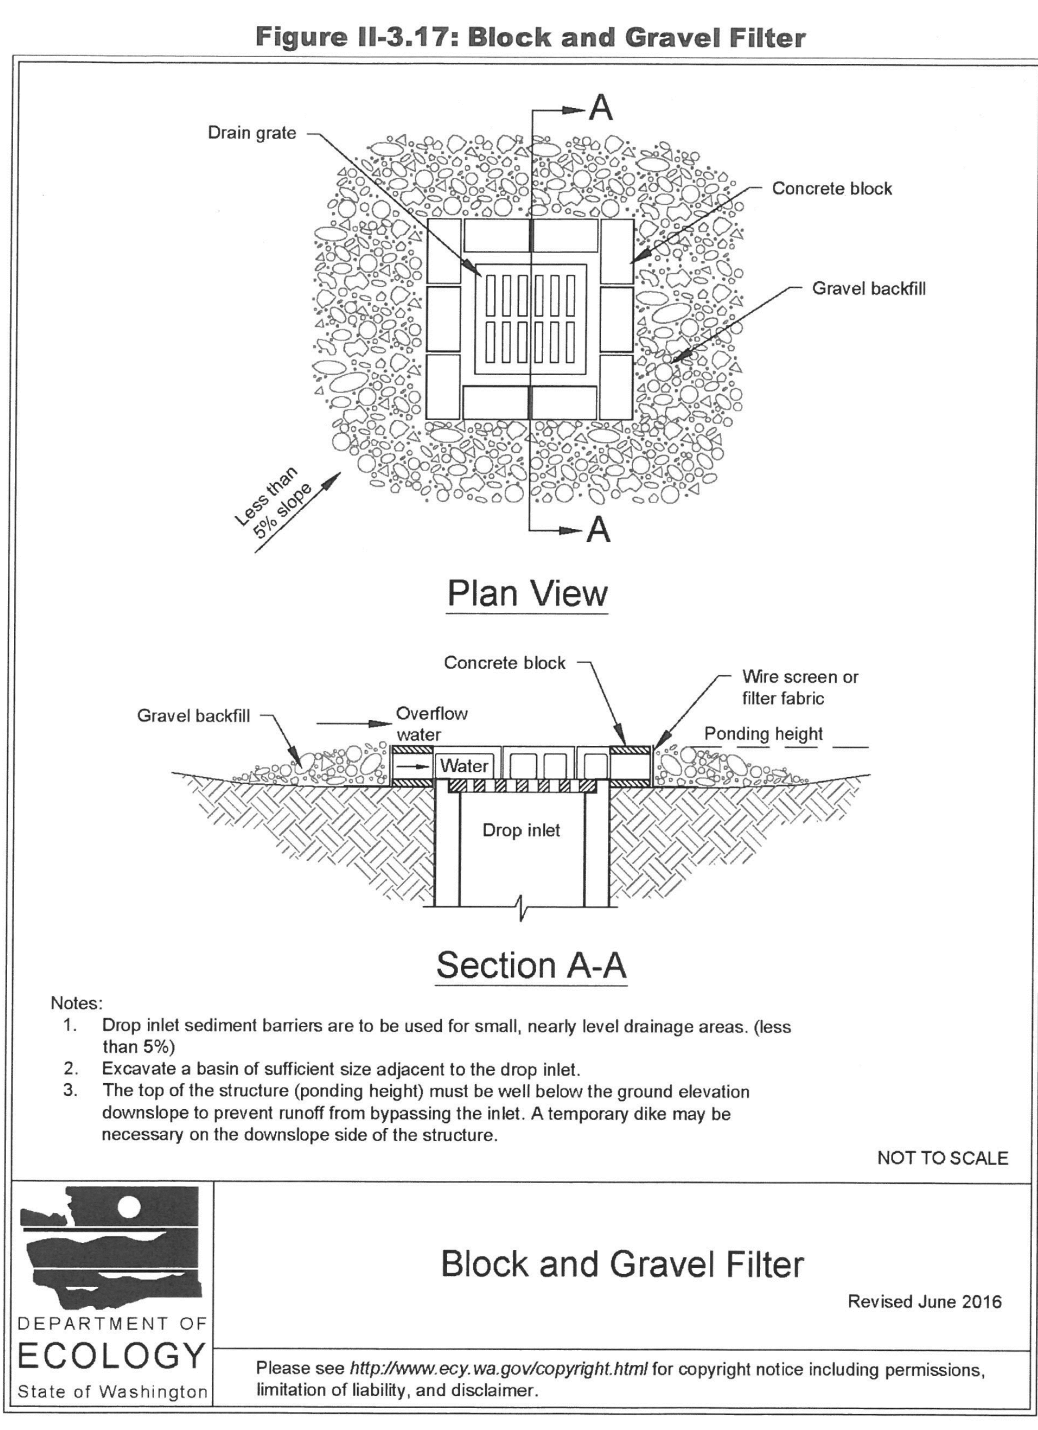 Figure II-3.17: Block and Gravel Filter
A
Drain grate
Concrete block
Gravel backfill
Less than
5% slope
A
Plan View
Concrete block
Wire screen or
filter fabric
Gravel backfill
Overflow
water
Ponding height
Water
Drop inlet
Section A-A
Notes:
1. Drop inlet sediment barriers are to be used for small, nearly level drainage areas. (less
than 5%)
2. Excavate a basin of sufficient size adjacent to the drop inlet.
3. The top of the structure (ponding height) must be well below the ground elevation
downslope to prevent runoff from bypassing the inlet. A temporary dike may be
necessary on the downslope side of the structure.
NOT TO SCALE
Block and Gravel Filter
Revised June 2016
DEPARTMENT OF
ECOLOGY
State of Washington
Please see http://www.ecy.wa.gov/copyright.html for copyright notice including permissions,
limitation of liability, and disclaimer.